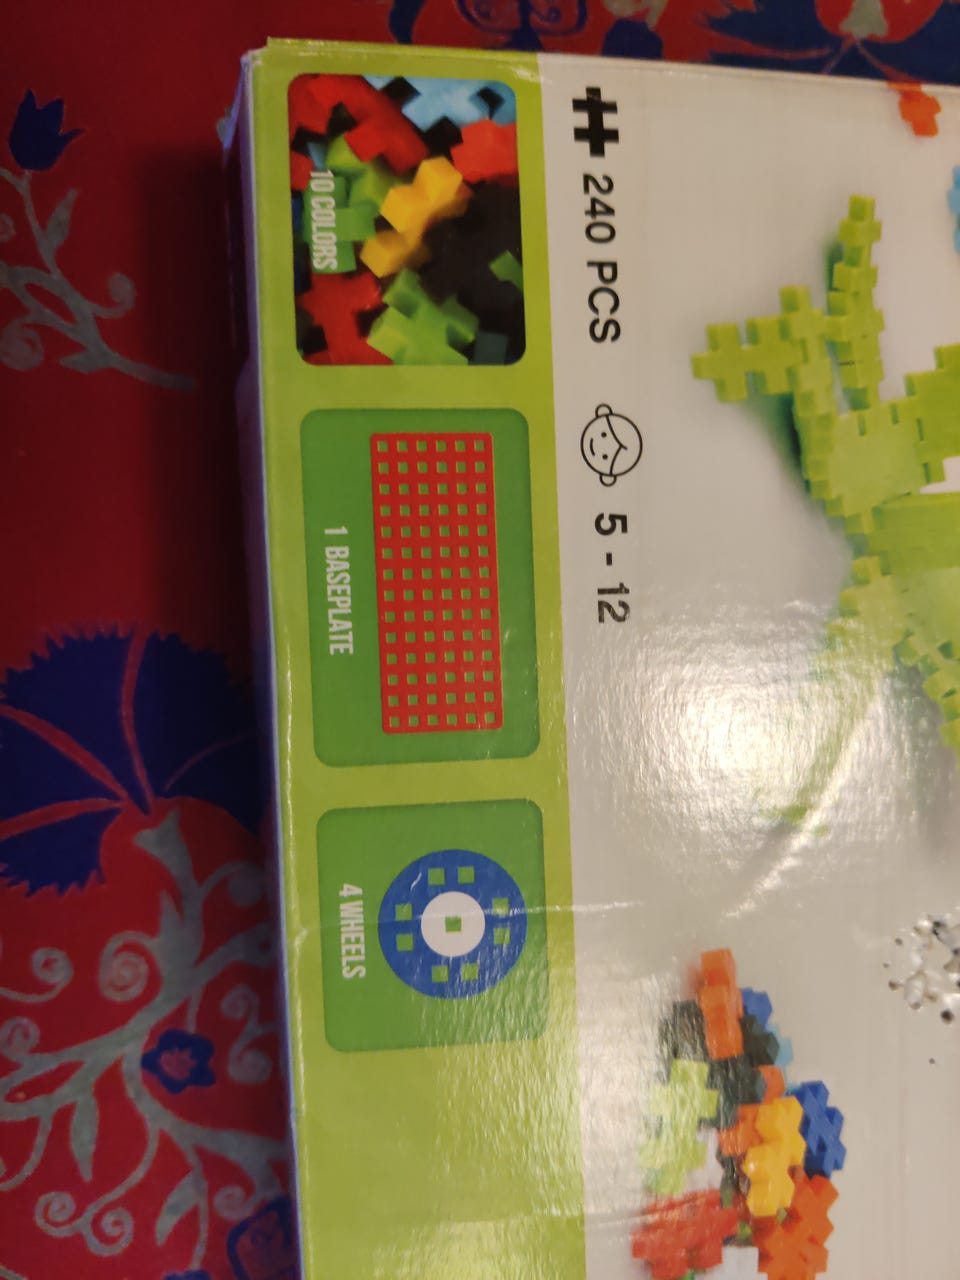 240 PCS 5 - 12
10 COLORS
1 BASEPLATE
4 WHEELS